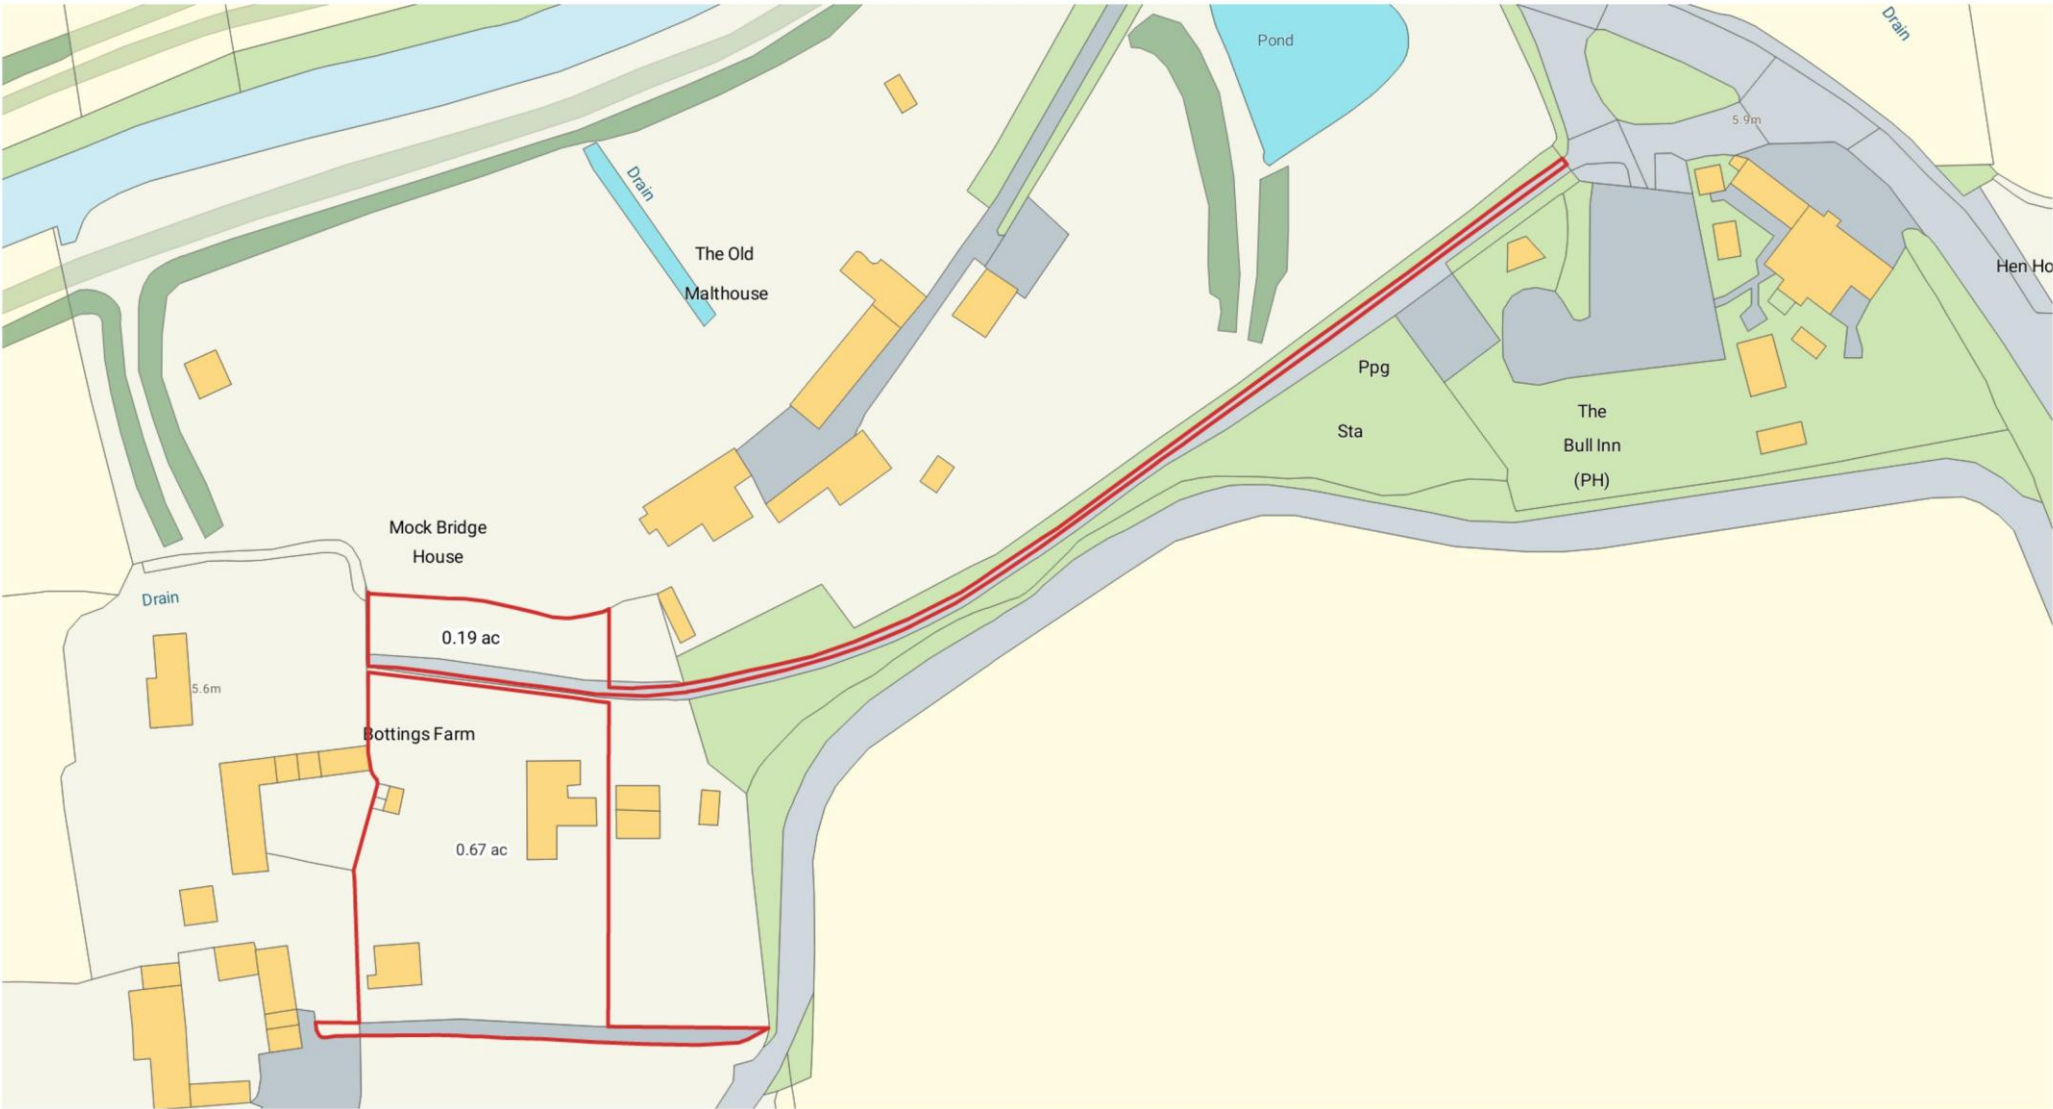 Pond
Drain
5.9m
Drain
The Old
Malthouse
Hen Ho
Ppg
Sta
The
Bull Inn
(PH)
Mock Bridge
House
Drain
0.19 ac
5.6m
Bottings Farm
0.67 ac